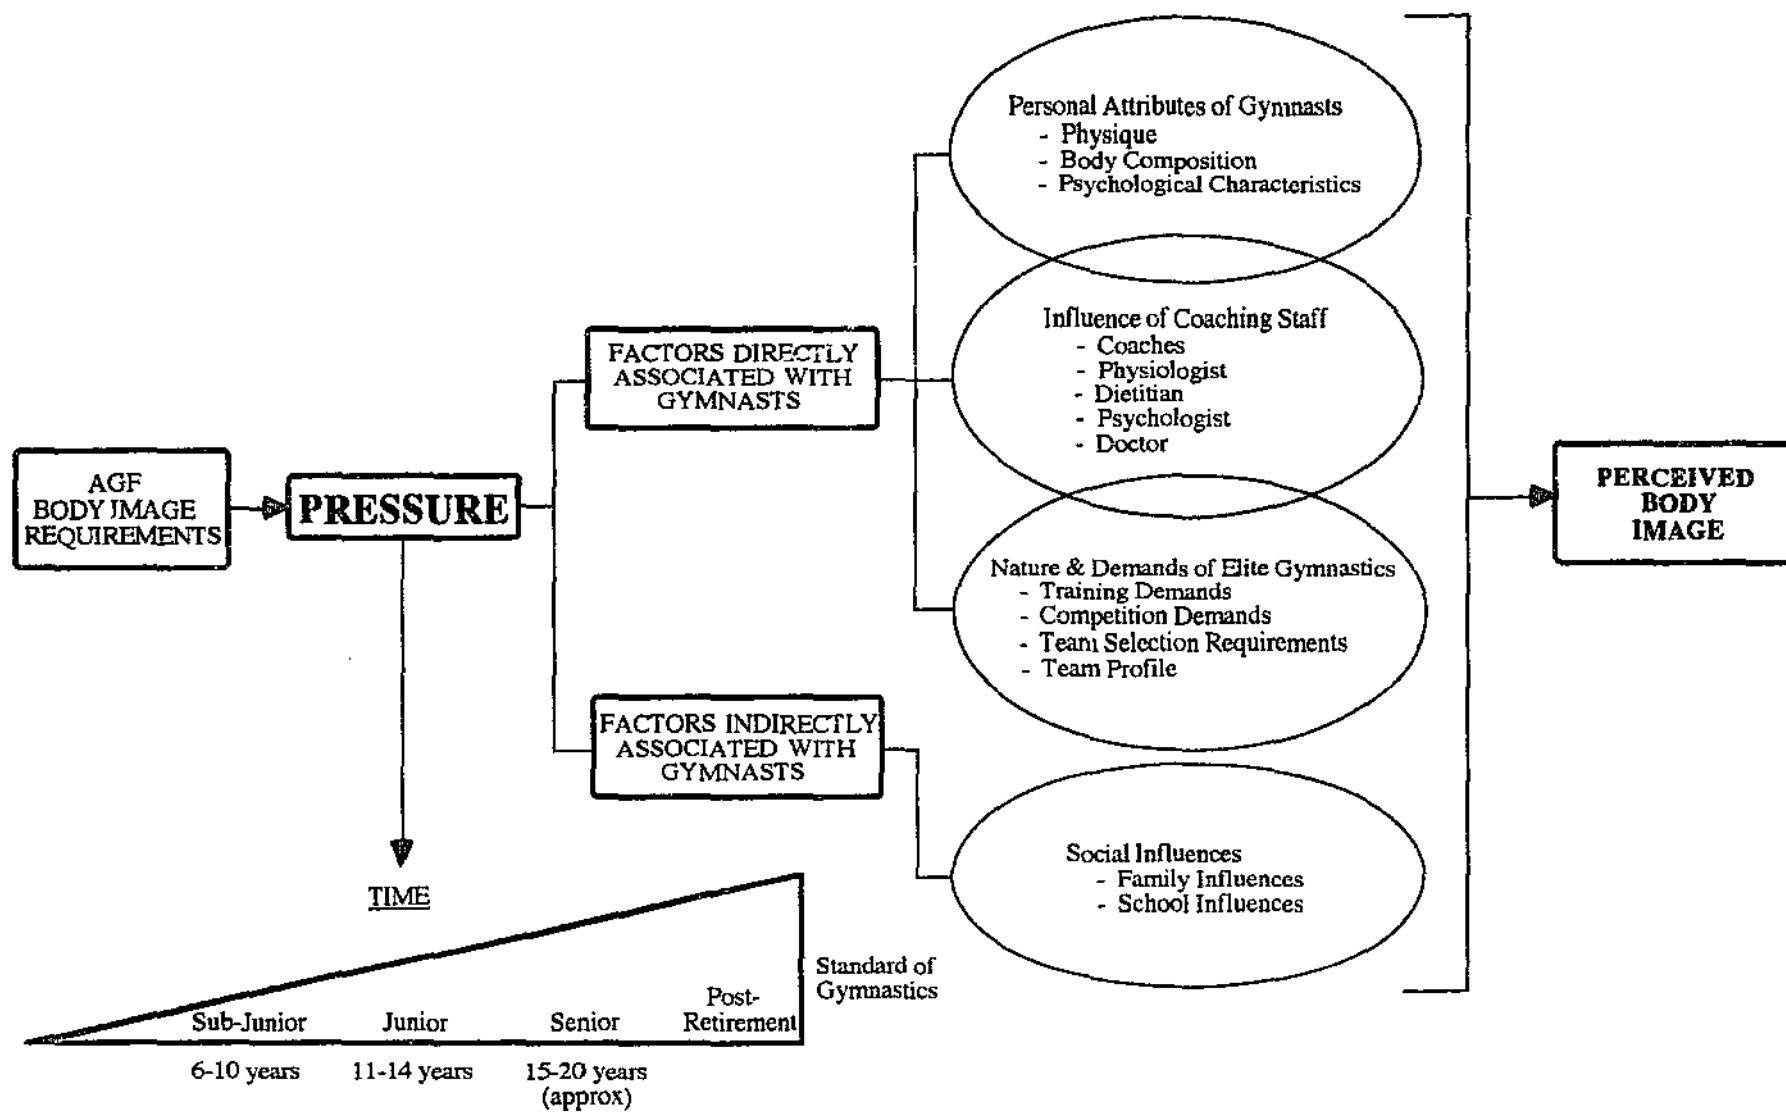 Personal Attributes of Gymnasts
- Physique
- Body Composition
- Psychological Characteristics
Influence of Coaching Staff
- Coaches
- Physiologist
- Dietitian
- Psychologist
- Doctor
FACTORS DIRECTLY
ASSOCIATED WITH
GYMNASTS
AGF
BODY IMAGE
REQUIREMENTS
PRESSURE
PERCEIVED
BODY
IMAGE
Nature & Demands of Elite Gymnastics
- Training Demands
- Competition Demands
- Team Selection Requirements
- Team Profile
FACTORS INDIRECTLY
ASSOCIATED WITH
GYMNASTS
Social Influences
- Family Influences
- School Influences
TIME
Standard of
Gymnastics
Sub-Junior
Junior
Senior
Post-
Retirement
6-10 years
11-14 years
15-20 years
(approx)